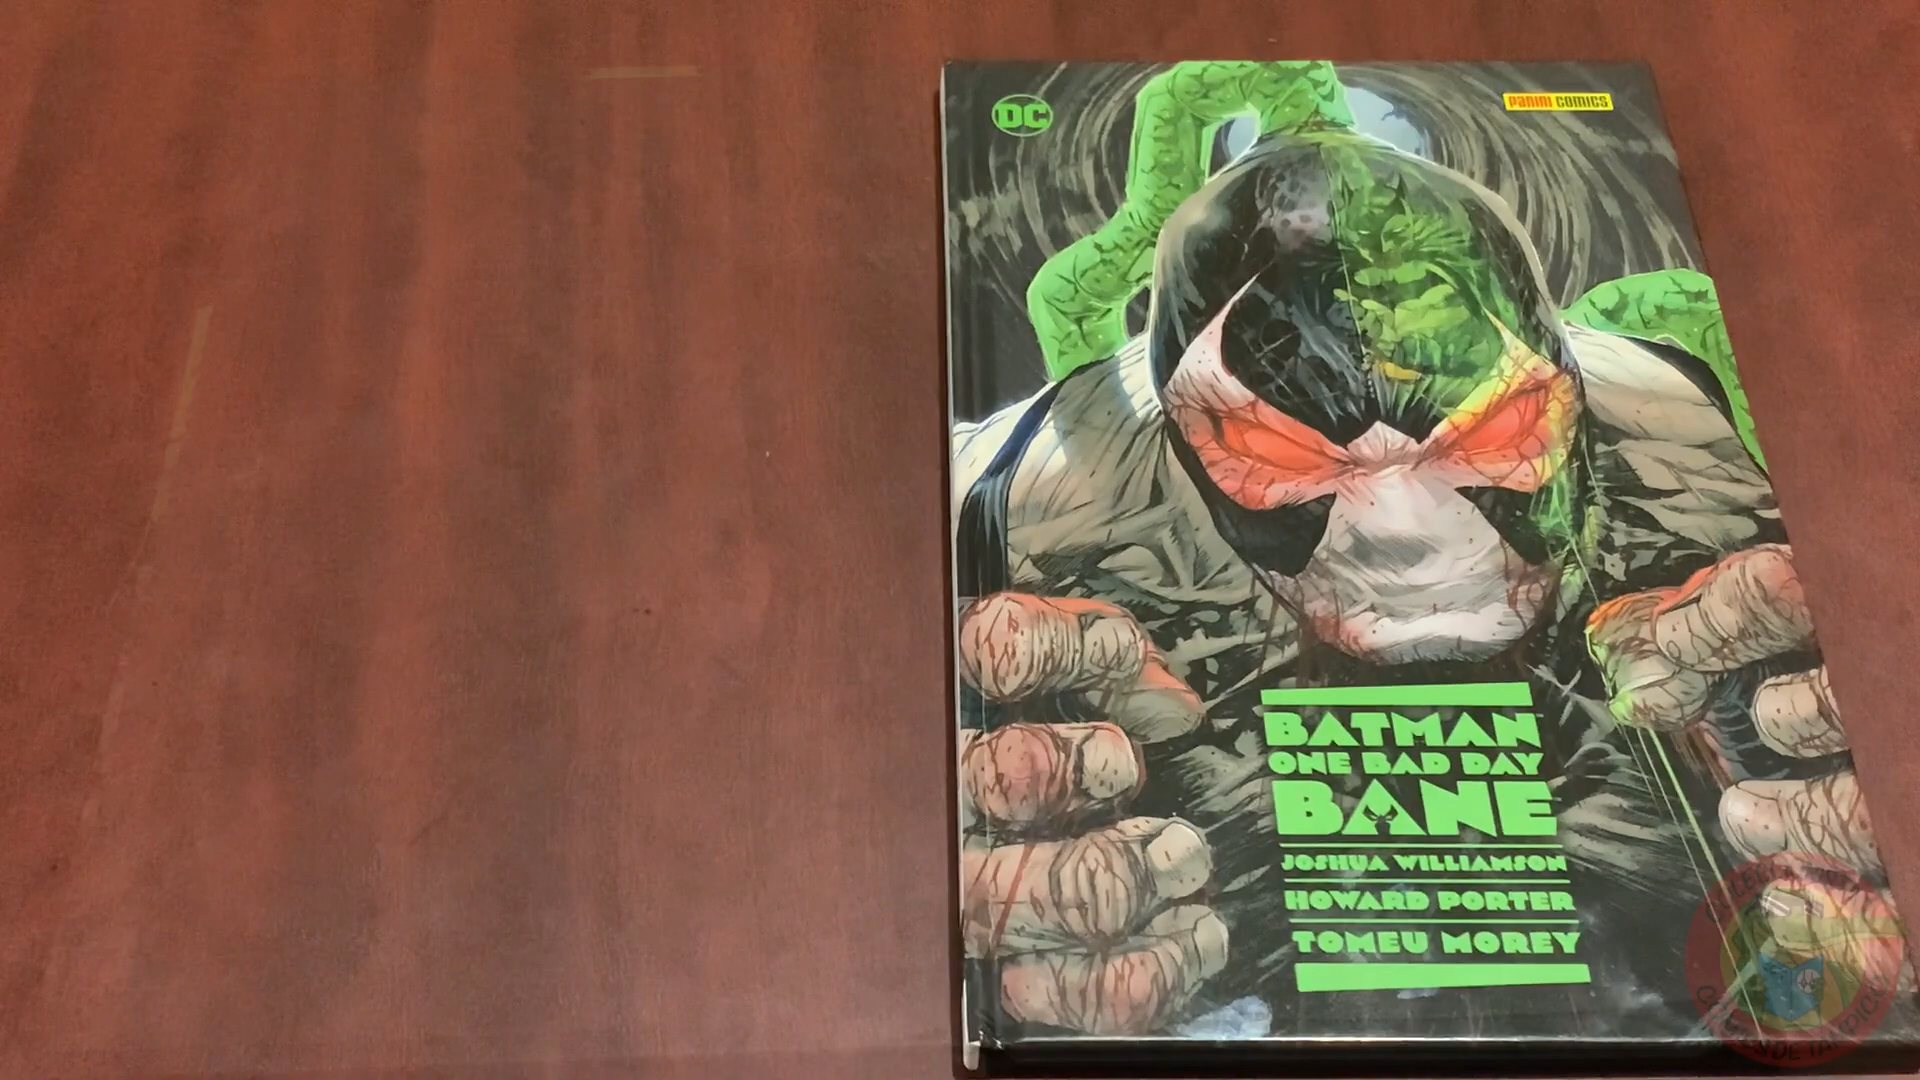 DC
PANINI COMICS
BATMAN
ONE BAD DAY
BANE
JOSHUA WILLIAMSON
HOWARD PORTER
TOMEU MOREY